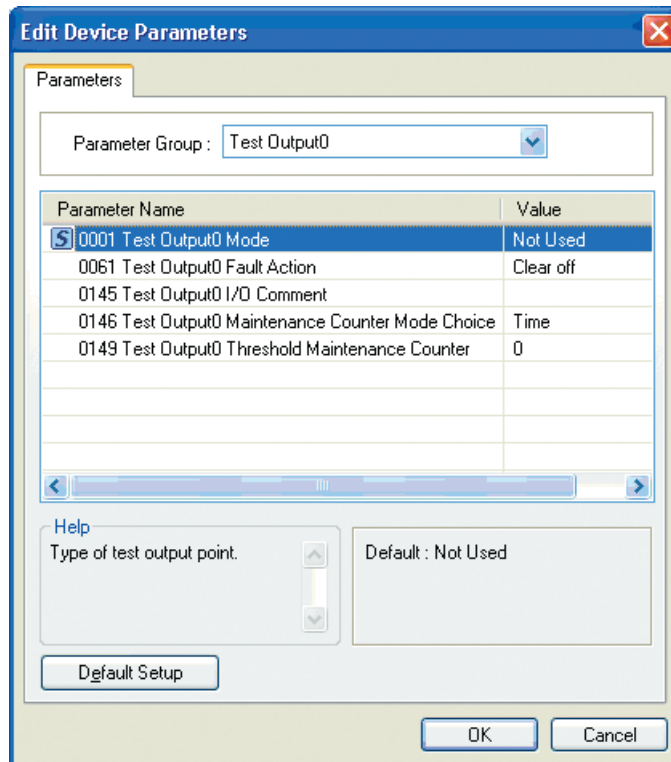 Edit Device Parameters
Parameters
Parameter Group : Test Output0
Parameter Name Value
S 0001 Test Output0 Mode Not Used
0061 Test Output0 Fault Action Clear off
0145 Test Output0 I/O Comment
0146 Test Output0 Maintenance Counter Mode Choice Time
0149 Test Output0 Threshold Maintenance Counter 0
Help
Type of test output point.
Default : Not Used
Default Setup
OK Cancel